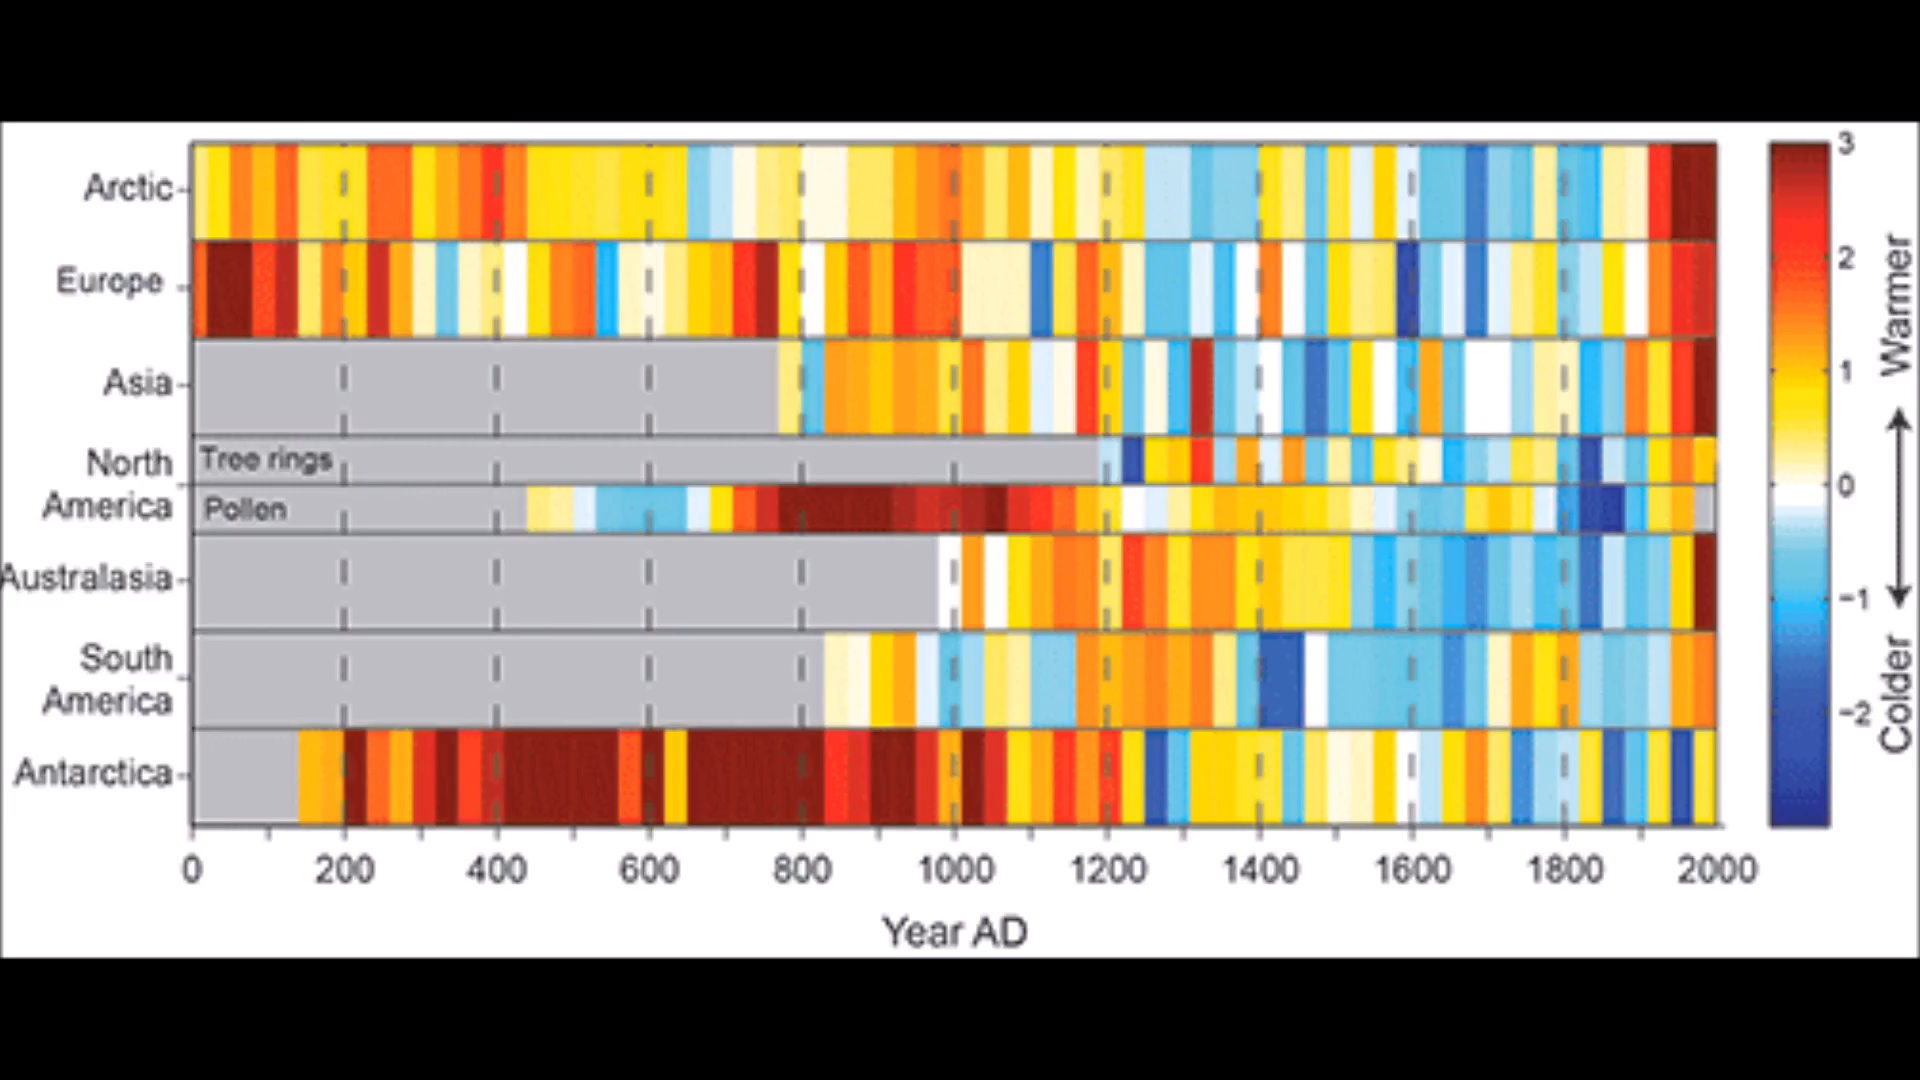 Arctic
Europe
Asia
North
America
Tree rings
Pollen
Australasia
South
America
Antarctica
0 200 400 600 800 1000 1200 1400 1600 1800 2000
Year AD
3
2
1
0
−1
−2
Warmer
Colder